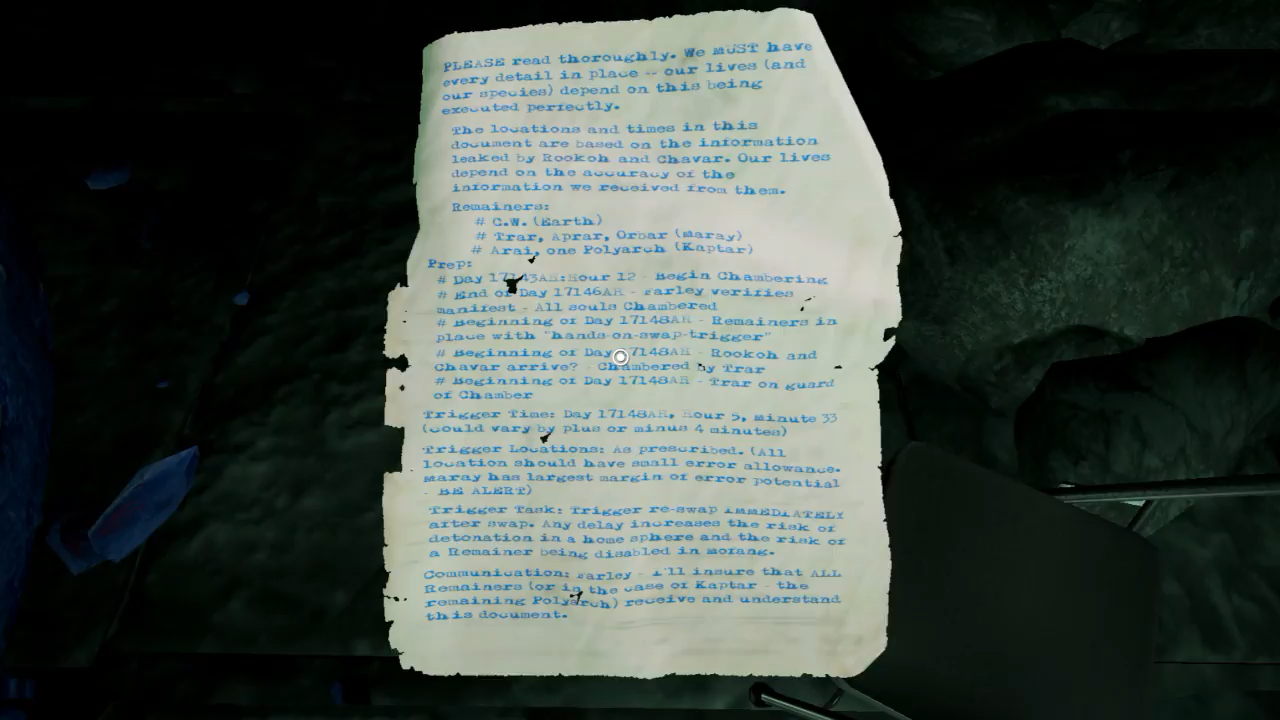 PLEASE read thoroughly. We MUST have
every detail in place -- our lives (and
our species) depend on this being
executed perfectly.
The locations and times in this
document are based on the information
leaked by Rookoh and Chavar. Our lives
depend on the accuracy of the
information we received from them.
Remainers:
# C.W. (Earth)
# Trar, Aprar, Orbar (Maray)
# Arai, one Polyarch (Kaptar)
Prep:
# Day 17143AH:Hour 12 - Begin Chambering
# End of Day 17146AH - Farley verifies
manifest - All souls Chambered
# Beginning of Day 17148AH - Remainers in
place with "hands-on-swap-trigger"
# Beginning of Day 17148AH - Rookoh and
Chavar arrive? - Chambered by Trar
# Beginning of Day 17148AH - Trar on guard
of Chamber
Trigger Time: Day 17148AH, Hour 5, minute 33
(could vary by plus or minus 4 minutes)
Trigger Locations: As prescribed. (All
location should have small error allowance.
Maray has largest margin of error potential
- BE ALERT)
Trigger Task: Trigger re-swap IMMEDIATELY
after swap. Any delay increases the risk of
detonation in a home sphere and the risk of
a Remainer being disabled in Mofang.
Communication: Farley - I'll insure that ALL
Remainers (or in the case of Kaptar - the
remaining Polyarch) receive and understand
this document.